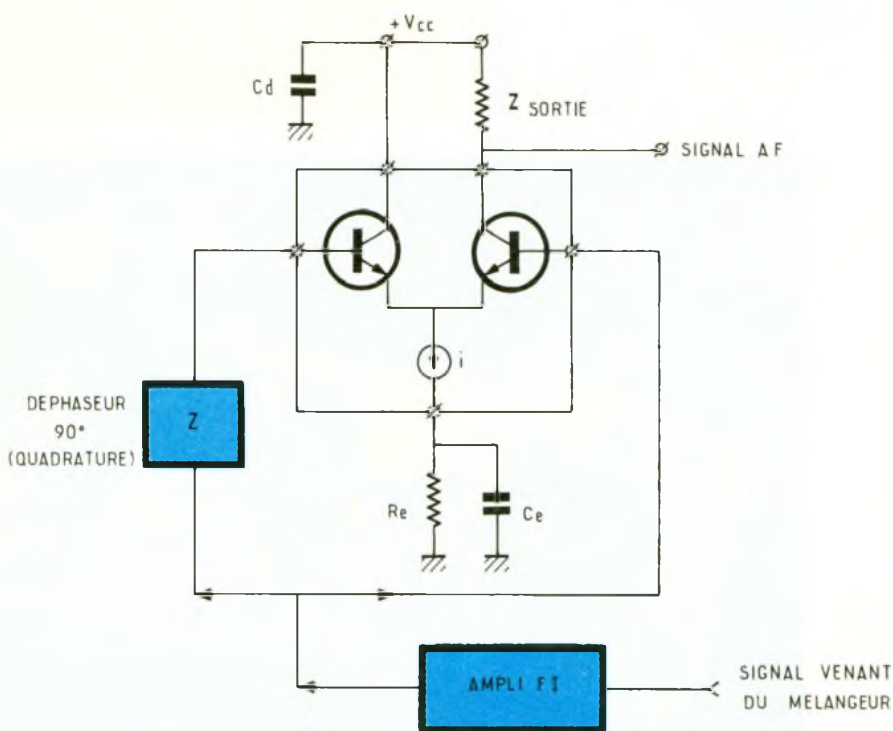 +Vcc
Cd
Z SORTIE
SIGNAL AF
i
DEPHASEUR
90°
(QUADRATURE)
Z
Re
Ce
AMPLI FI
SIGNAL VENANT
DU MELANGEUR